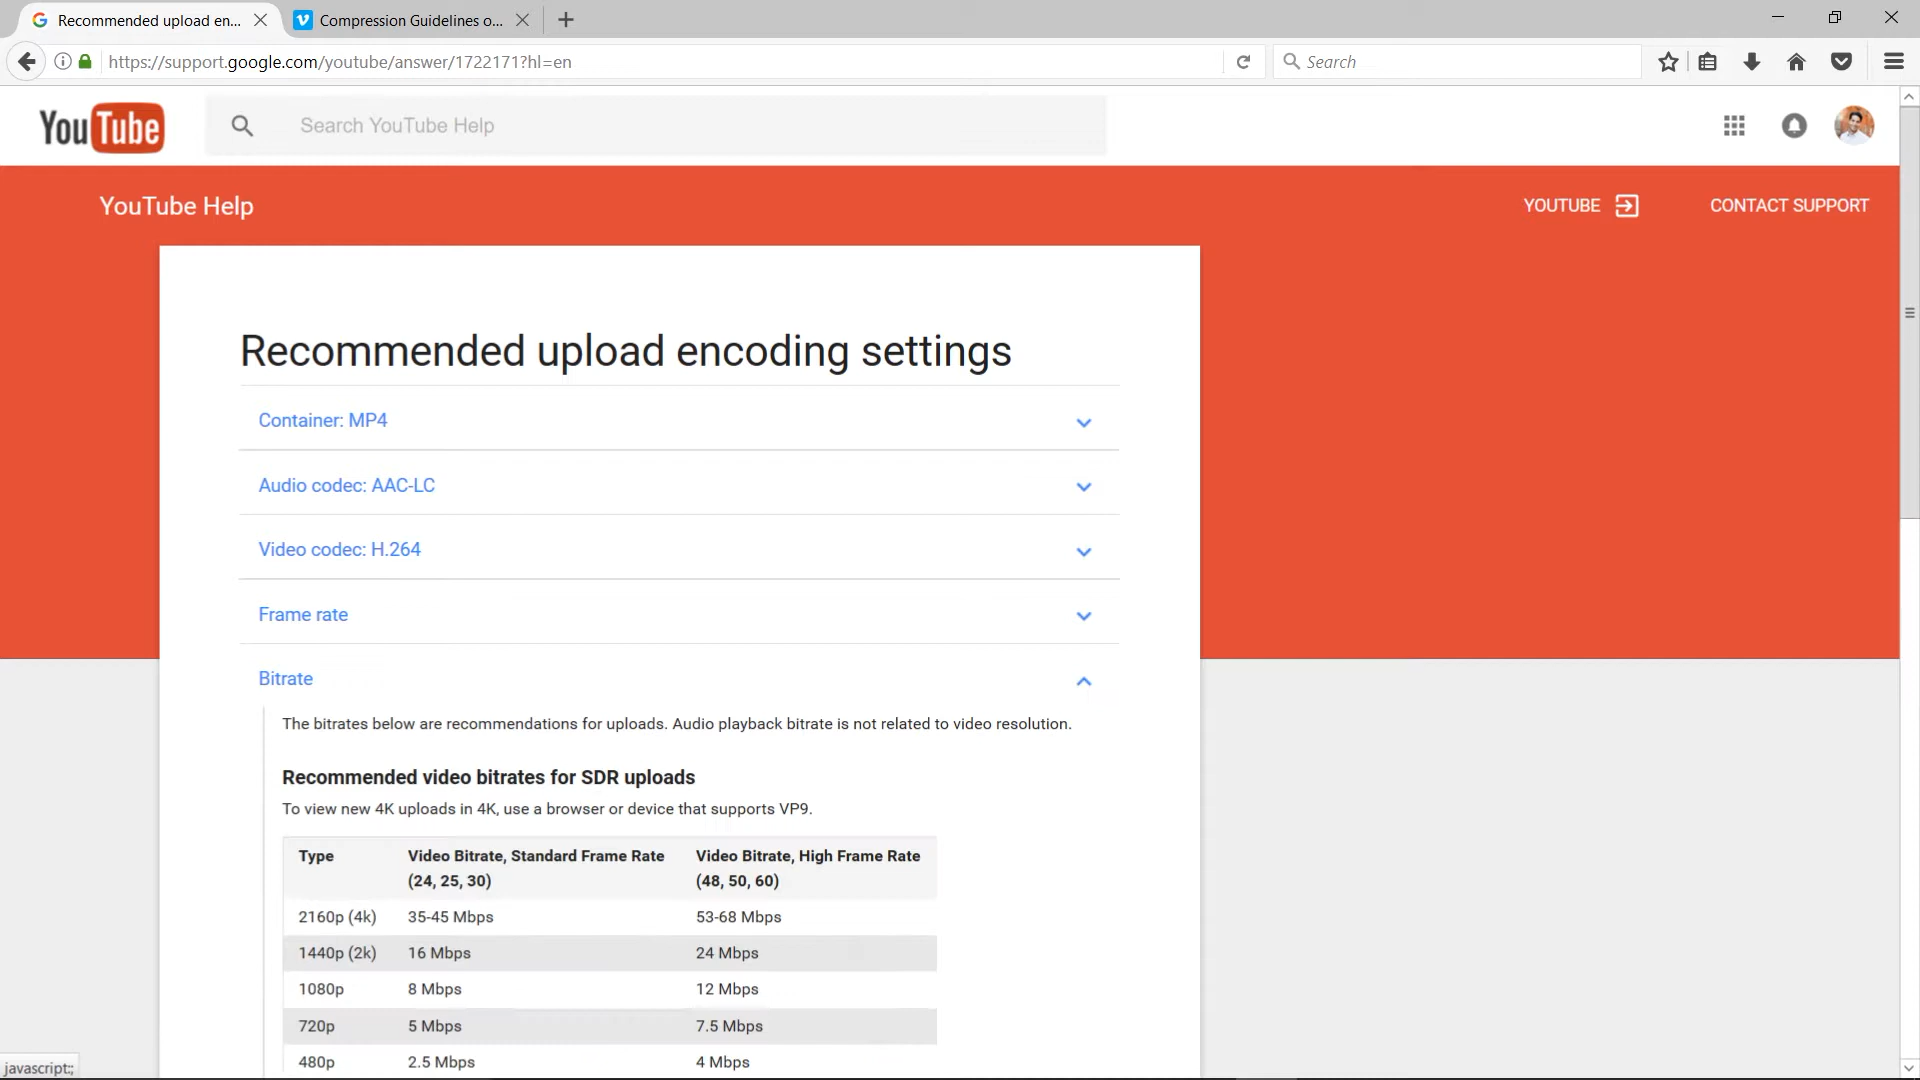 Recommended upload en...
Compression Guidelines o...
https://support.google.com/youtube/answer/1722171?hl=en
Search
YouTube
Search YouTube Help
YouTube Help
YOUTUBE
CONTACT SUPPORT
Recommended upload encoding settings
Container: MP4
Audio codec: AAC-LC
Video codec: H.264
Frame rate
Bitrate
The bitrates below are recommendations for uploads. Audio playback bitrate is not related to video resolution.
Recommended video bitrates for SDR uploads
To view new 4K uploads in 4K, use a browser or device that supports VP9.
Type Video Bitrate, Standard Frame Rate (24, 25, 30) Video Bitrate, High Frame Rate (48, 50, 60)
2160p (4k) 35-45 Mbps 53-68 Mbps
1440p (2k) 16 Mbps 24 Mbps
1080p 8 Mbps 12 Mbps
720p 5 Mbps 7.5 Mbps
480p 2.5 Mbps 4 Mbps
javascript:;